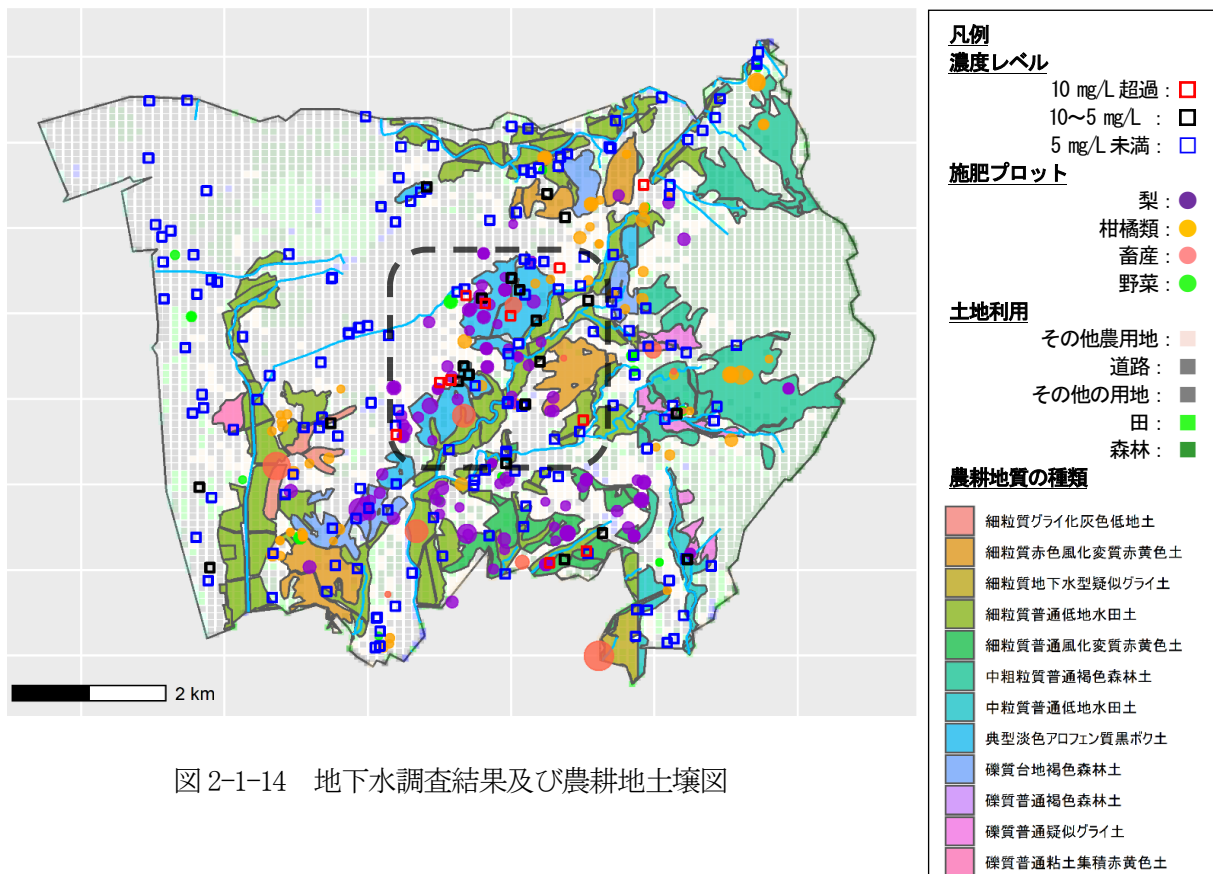 2 km
図 2-1-14　地下水調査結果及び農耕地土壌図
凡例
濃度レベル
10 mg/L 超過：
10～5 mg/L ：
5 mg/L 未満：
施肥プロット
梨：
柑橘類：
畜産：
野菜：
土地利用
その他農用地：
道路：
その他の用地：
田：
森林：
農耕地質の種類
細粒質グライ化灰色低地土
細粒質赤色風化変質赤黄色土
細粒質地下水型疑似グライ土
細粒質普通低地水田土
細粒質普通風化変質赤黄色土
中粗粒質普通褐色森林土
中粒質普通低地水田土
典型淡色アロフェン質黒ボク土
礫質台地褐色森林土
礫質普通褐色森林土
礫質普通疑似グライ土
礫質普通粘土集積赤黄色土